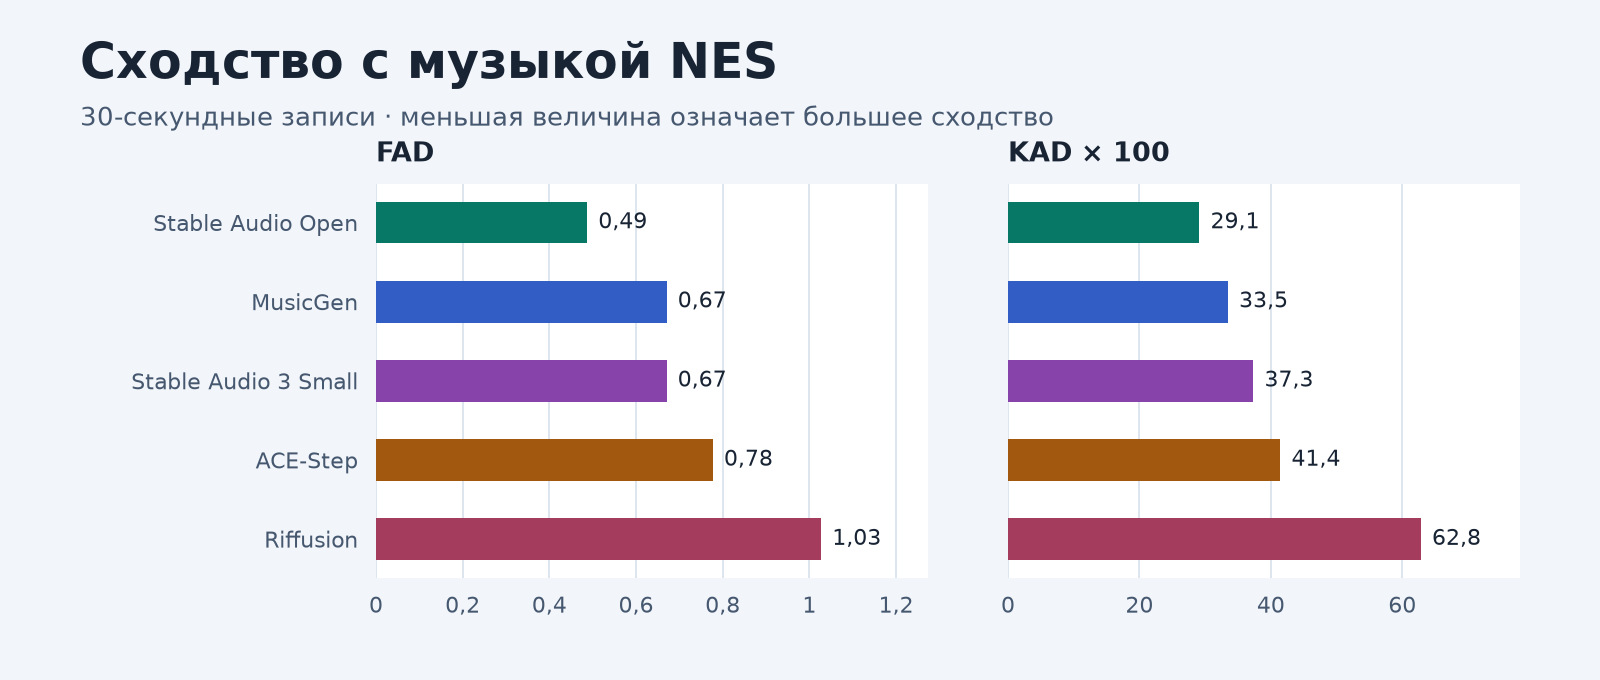 Сходство с музыкой NES
30-секундные записи · меньшая величина означает большее сходство
FAD
Stable Audio Open 0,49
MusicGen 0,67
Stable Audio 3 Small 0,67
ACE-Step 0,78
Riffusion 1,03
0 0,2 0,4 0,6 0,8 1 1,2
KAD × 100
29,1
33,5
37,3
41,4
62,8
0 20 40 60